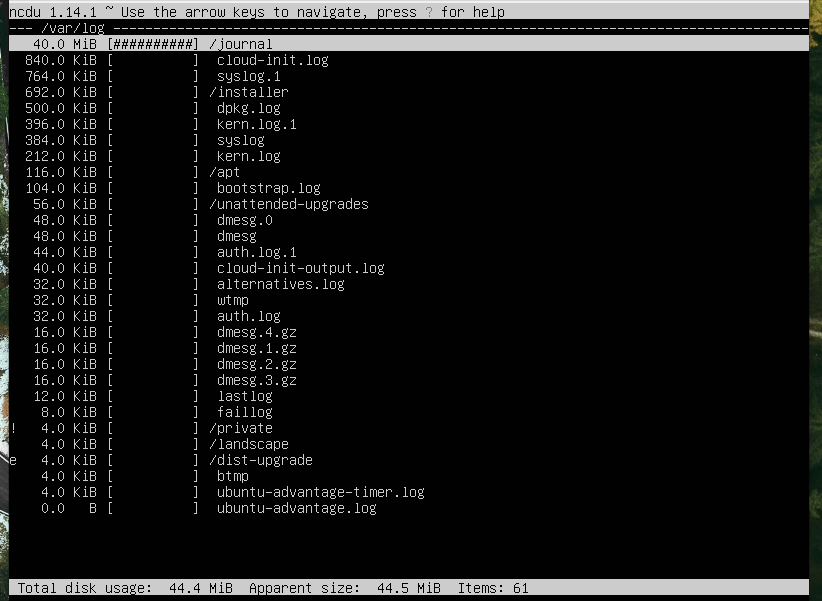 ncdu 1.14.1 ~ Use the arrow keys to navigate, press ? for help
--- /var/log ----------------------------------------------------------------------------------------
   40.0 MiB [##########] /journal
  840.0 KiB [          ]  cloud-init.log
  764.0 KiB [          ]  syslog.1
  692.0 KiB [          ] /installer
  500.0 KiB [          ]  dpkg.log
  396.0 KiB [          ]  kern.log.1
  384.0 KiB [          ]  syslog
  212.0 KiB [          ]  kern.log
  116.0 KiB [          ] /apt
  104.0 KiB [          ]  bootstrap.log
   56.0 KiB [          ] /unattended-upgrades
   48.0 KiB [          ]  dmesg.0
   48.0 KiB [          ]  dmesg
   44.0 KiB [          ]  auth.log.1
   40.0 KiB [          ]  cloud-init-output.log
   32.0 KiB [          ]  alternatives.log
   32.0 KiB [          ]  wtmp
   32.0 KiB [          ]  auth.log
   16.0 KiB [          ]  dmesg.4.gz
   16.0 KiB [          ]  dmesg.1.gz
   16.0 KiB [          ]  dmesg.2.gz
   16.0 KiB [          ]  dmesg.3.gz
   12.0 KiB [          ]  lastlog
    8.0 KiB [          ]  faillog
!   4.0 KiB [          ] /private
    4.0 KiB [          ] /landscape
e   4.0 KiB [          ] /dist-upgrade
    4.0 KiB [          ]  btmp
    4.0 KiB [          ]  ubuntu-advantage-timer.log
    0.0   B [          ]  ubuntu-advantage.log
Total disk usage:  44.4 MiB  Apparent size:  44.5 MiB  Items: 61